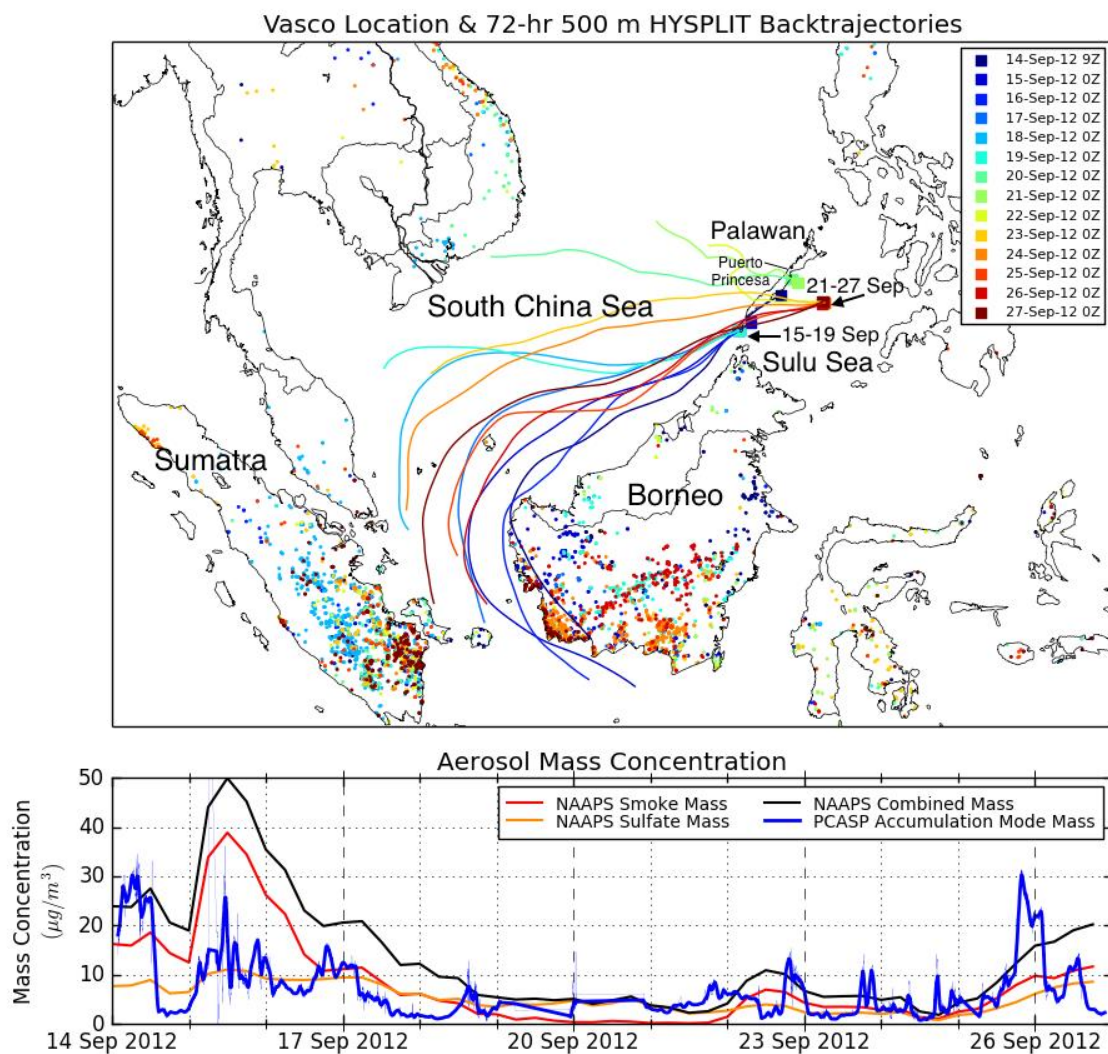 Vasco Location & 72-hr 500 m HYSPLIT Backtrajectories
14-Sep-12 9Z
15-Sep-12 0Z
16-Sep-12 0Z
17-Sep-12 0Z
18-Sep-12 0Z
19-Sep-12 0Z
20-Sep-12 0Z
21-Sep-12 0Z
22-Sep-12 0Z
23-Sep-12 0Z
24-Sep-12 0Z
25-Sep-12 0Z
26-Sep-12 0Z
27-Sep-12 0Z
Palawan
Puerto
Princesa
21-27 Sep
South China Sea
15-19 Sep
Sulu Sea
Sumatra
Borneo
Aerosol Mass Concentration
NAAPS Smoke Mass
NAAPS Sulfate Mass
NAAPS Combined Mass
PCASP Accumulation Mode Mass
Mass Concentration
(μg/m³)
50
40
30
20
10
0
14 Sep 2012
17 Sep 2012
20 Sep 2012
23 Sep 2012
26 Sep 2012